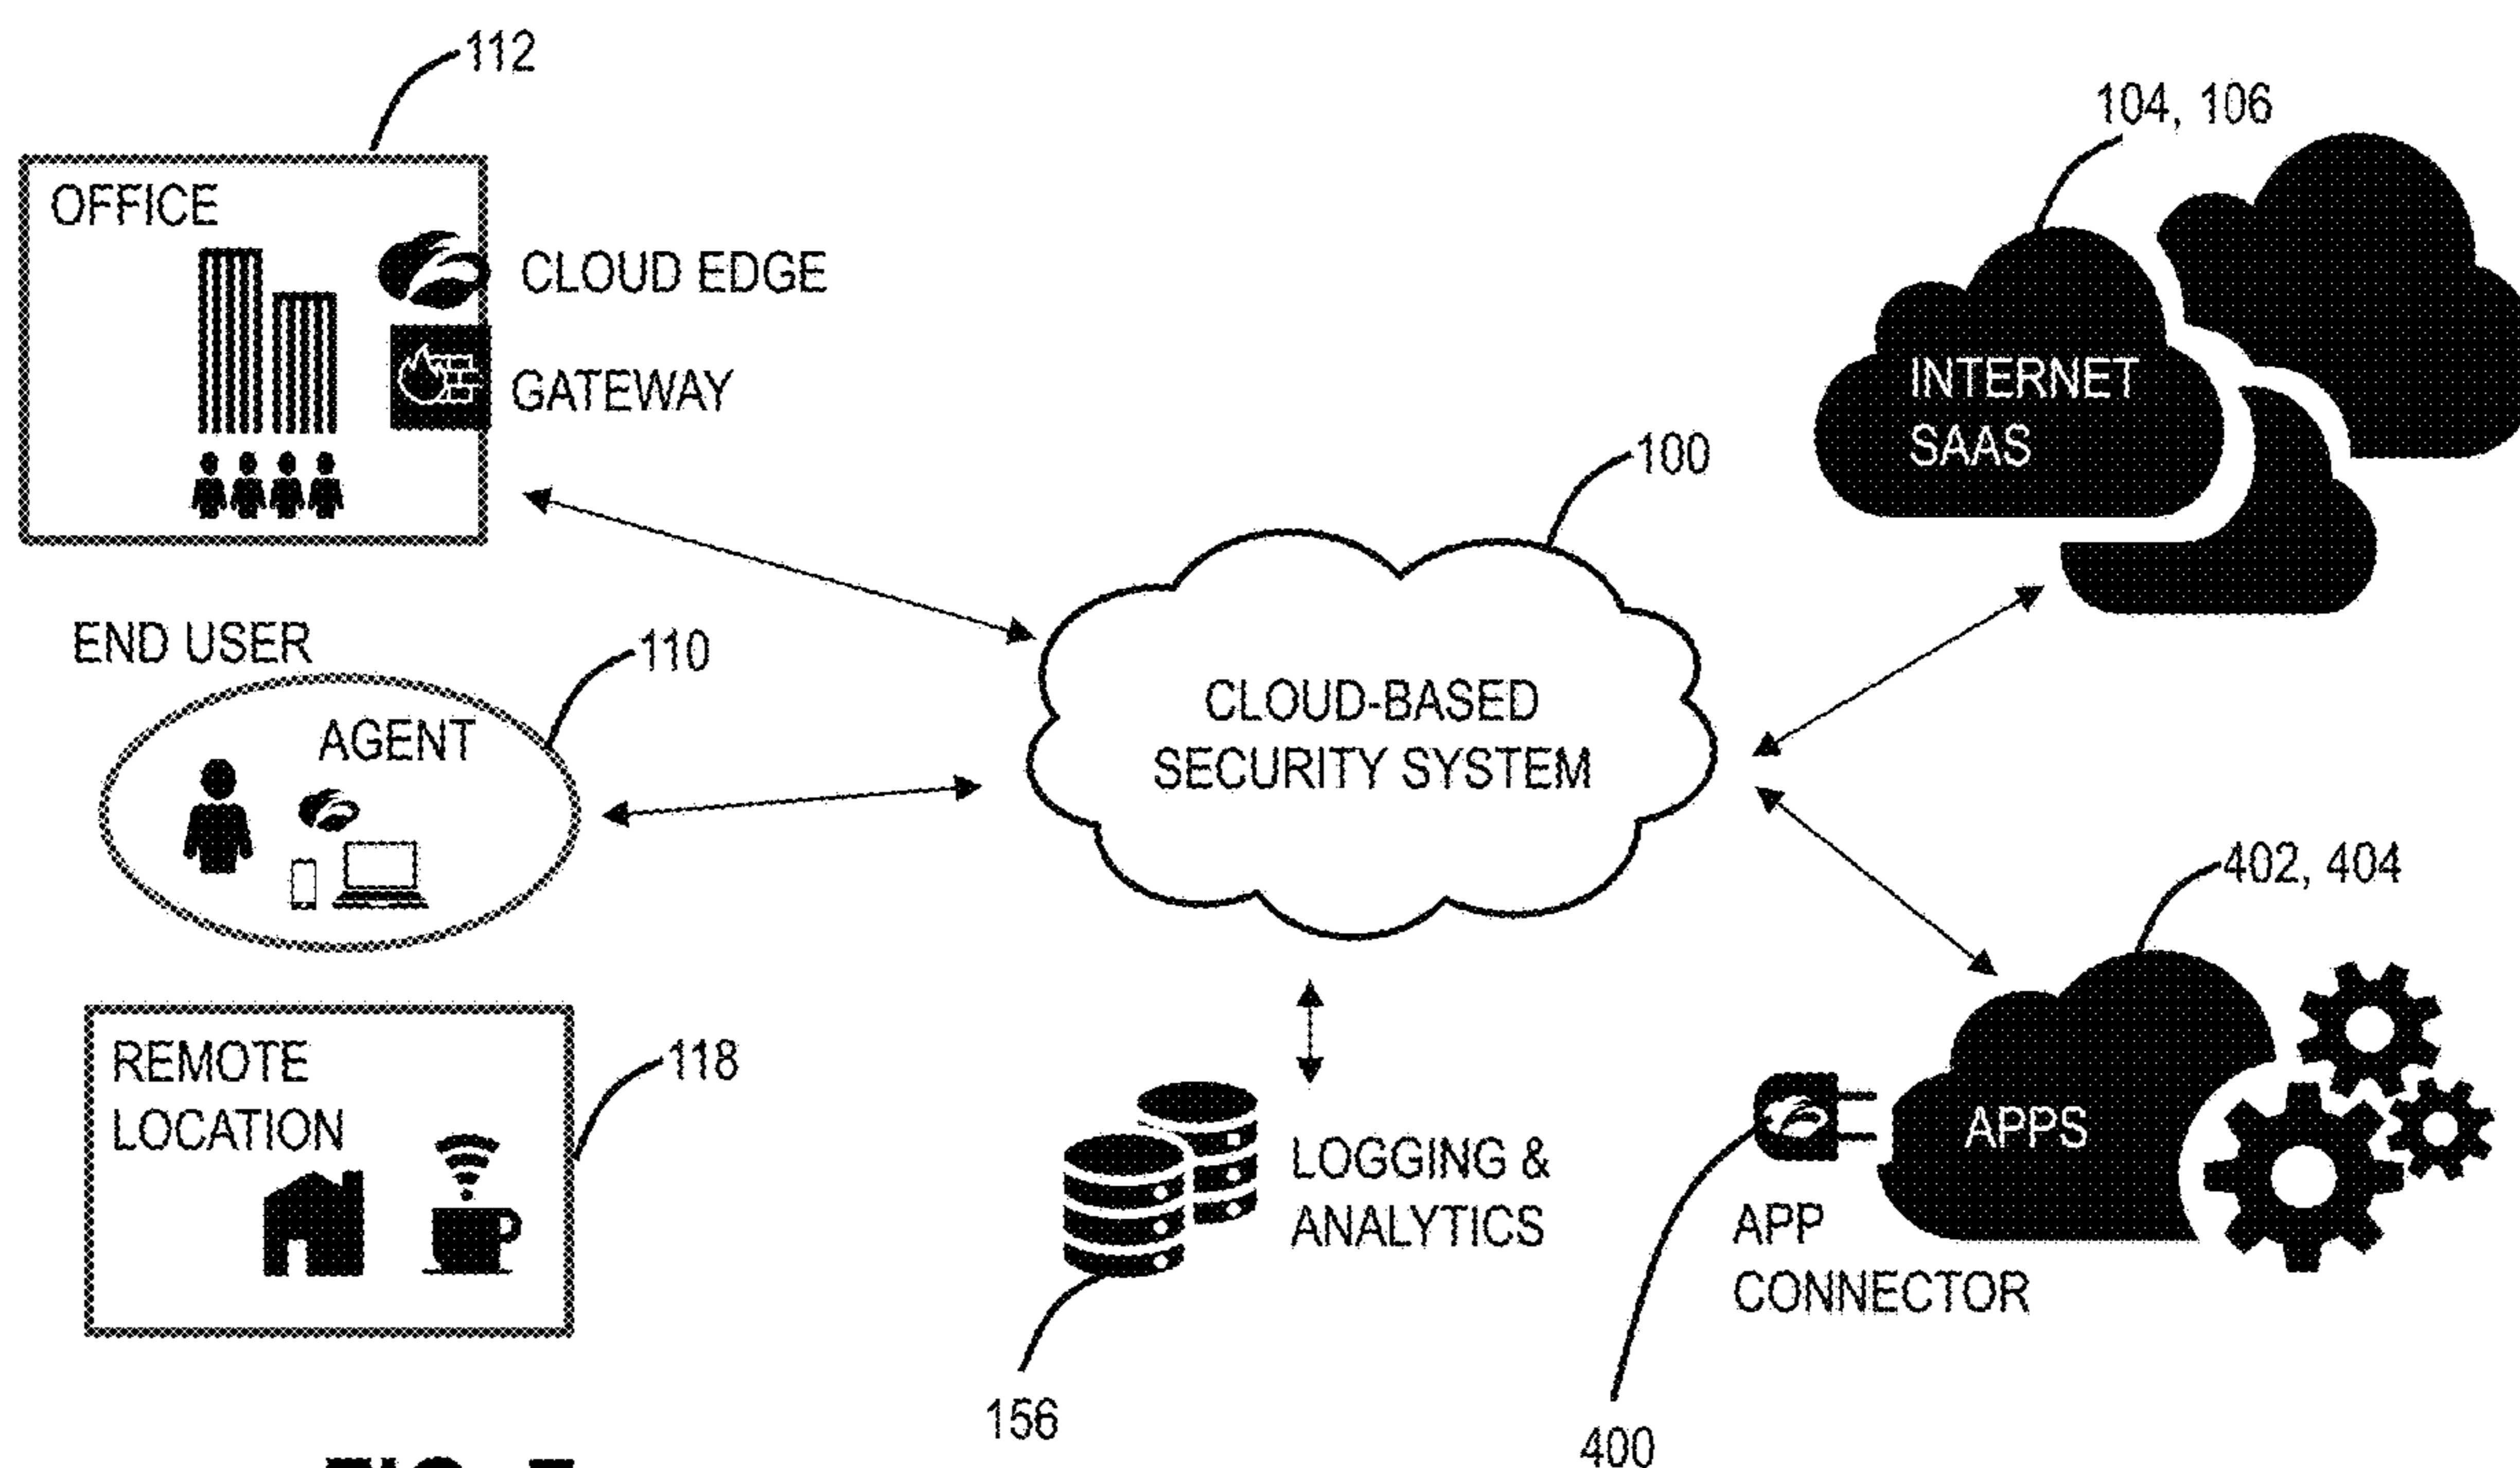 112
OFFICE
CLOUD EDGE
GATEWAY
104, 106
INTERNET
SAAS
100
CLOUD-BASED
SECURITY SYSTEM
END USER
110
AGENT
REMOTE
LOCATION
118
LOGGING &
ANALYTICS
156
402, 404
APPS
APP
CONNECTOR
400